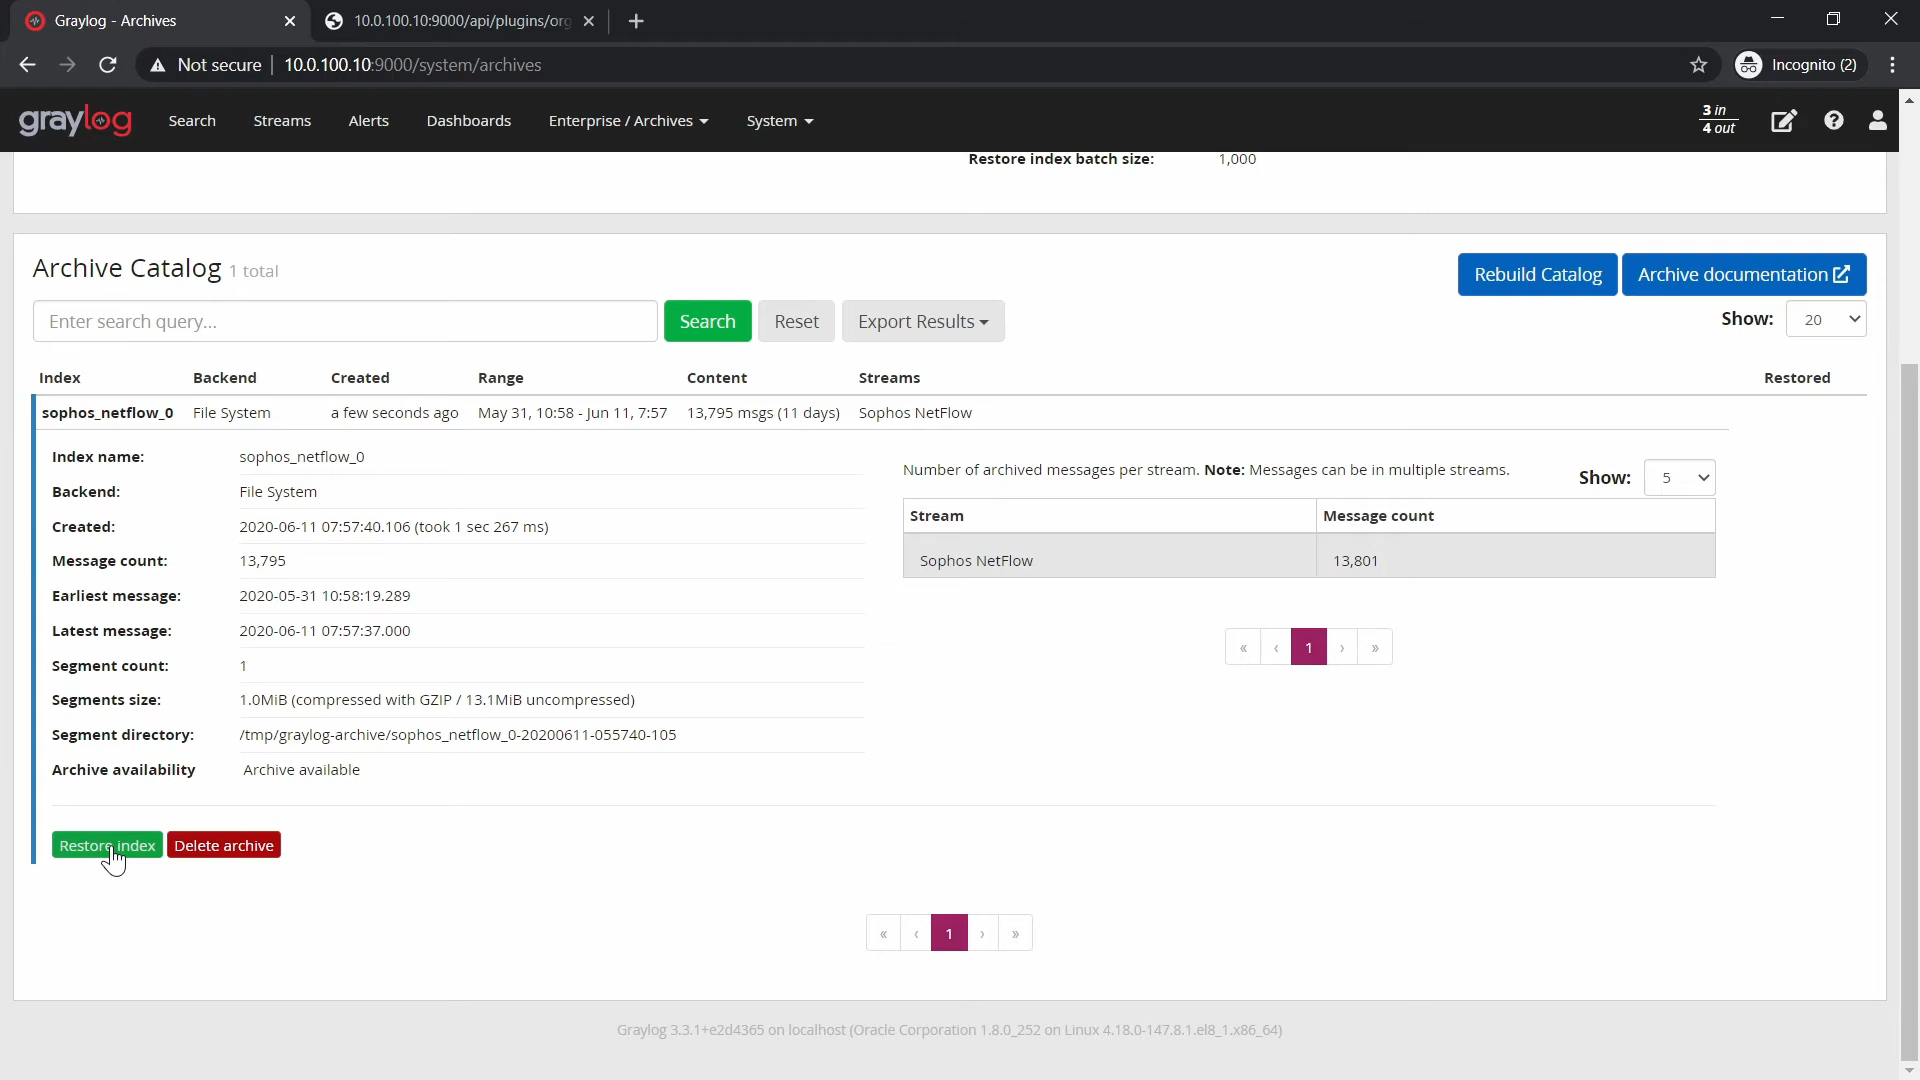 Graylog - Archives
10.0.100.10:9000/api/plugins/org
Not secure
10.0.100.10:9000/system/archives
Incognito (2)
graylog
Search
Streams
Alerts
Dashboards
Enterprise / Archives
System
3 in
4 out
Restore index batch size: 1,000
Archive Catalog 1 total
Rebuild Catalog
Archive documentation
Enter search query...
Search
Reset
Export Results
Show: 20
Index Backend Created Range Content Streams Restored
sophos_netflow_0 File System a few seconds ago May 31, 10:58 - Jun 11, 7:57 13,795 msgs (11 days) Sophos NetFlow
Index name: sophos_netflow_0
Backend: File System
Created: 2020-06-11 07:57:40.106 (took 1 sec 267 ms)
Message count: 13,795
Earliest message: 2020-05-31 10:58:19.289
Latest message: 2020-06-11 07:57:37.000
Segment count: 1
Segments size: 1.0MiB (compressed with GZIP / 13.1MiB uncompressed)
Segment directory: /tmp/graylog-archive/sophos_netflow_0-20200611-055740-105
Archive availability Archive available
Number of archived messages per stream. Note: Messages can be in multiple streams.
Show: 5
Stream Message count
Sophos NetFlow 13,801
« ‹ 1 › »
Restore index
Delete archive
« ‹ 1 › »
Graylog 3.3.1+e2d4365 on localhost (Oracle Corporation 1.8.0_252 on Linux 4.18.0-147.8.1.el8_1.x86_64)